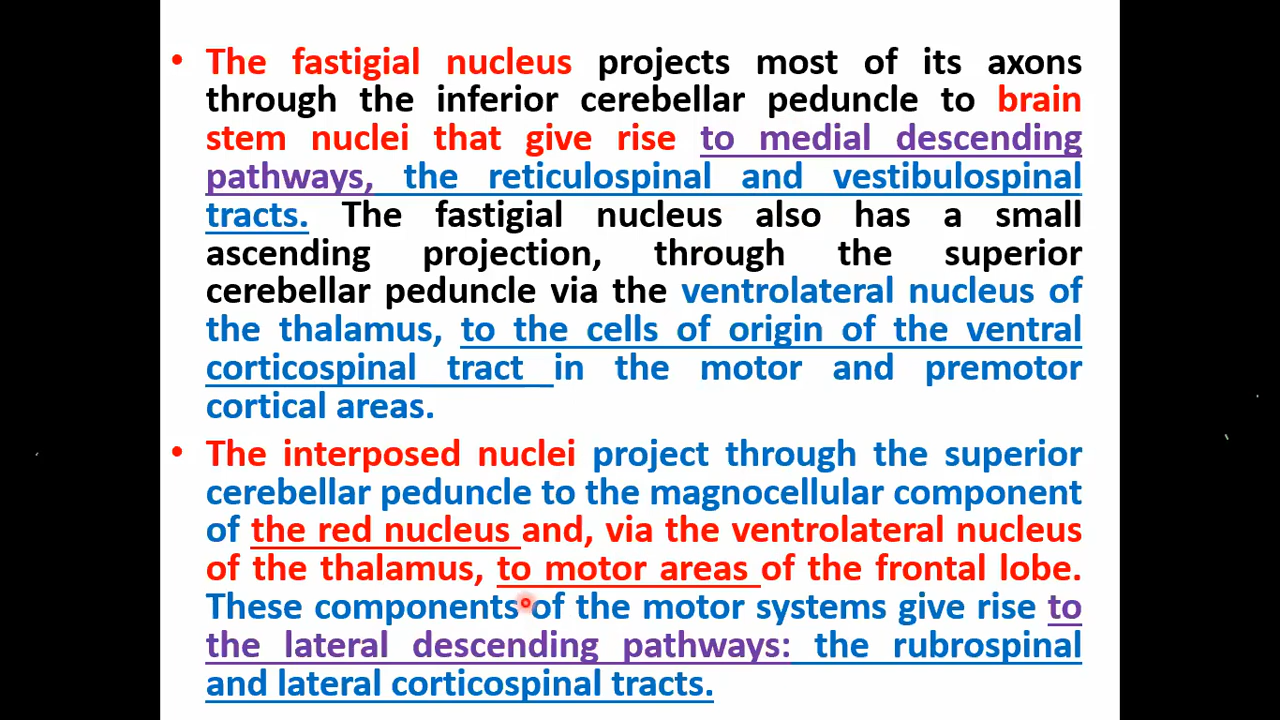 • The fastigial nucleus projects most of its axons
through the inferior cerebellar peduncle to brain
stem nuclei that give rise to medial descending
pathways, the reticulospinal and vestibulospinal
tracts. The fastigial nucleus also has a small
ascending projection, through the superior
cerebellar peduncle via the ventrolateral nucleus of
the thalamus, to the cells of origin of the ventral
corticospinal tract in the motor and premotor
cortical areas.
• The interposed nuclei project through the superior
cerebellar peduncle to the magnocellular component
of the red nucleus and, via the ventrolateral nucleus
of the thalamus, to motor areas of the frontal lobe.
These components of the motor systems give rise to
the lateral descending pathways: the rubrospinal
and lateral corticospinal tracts.